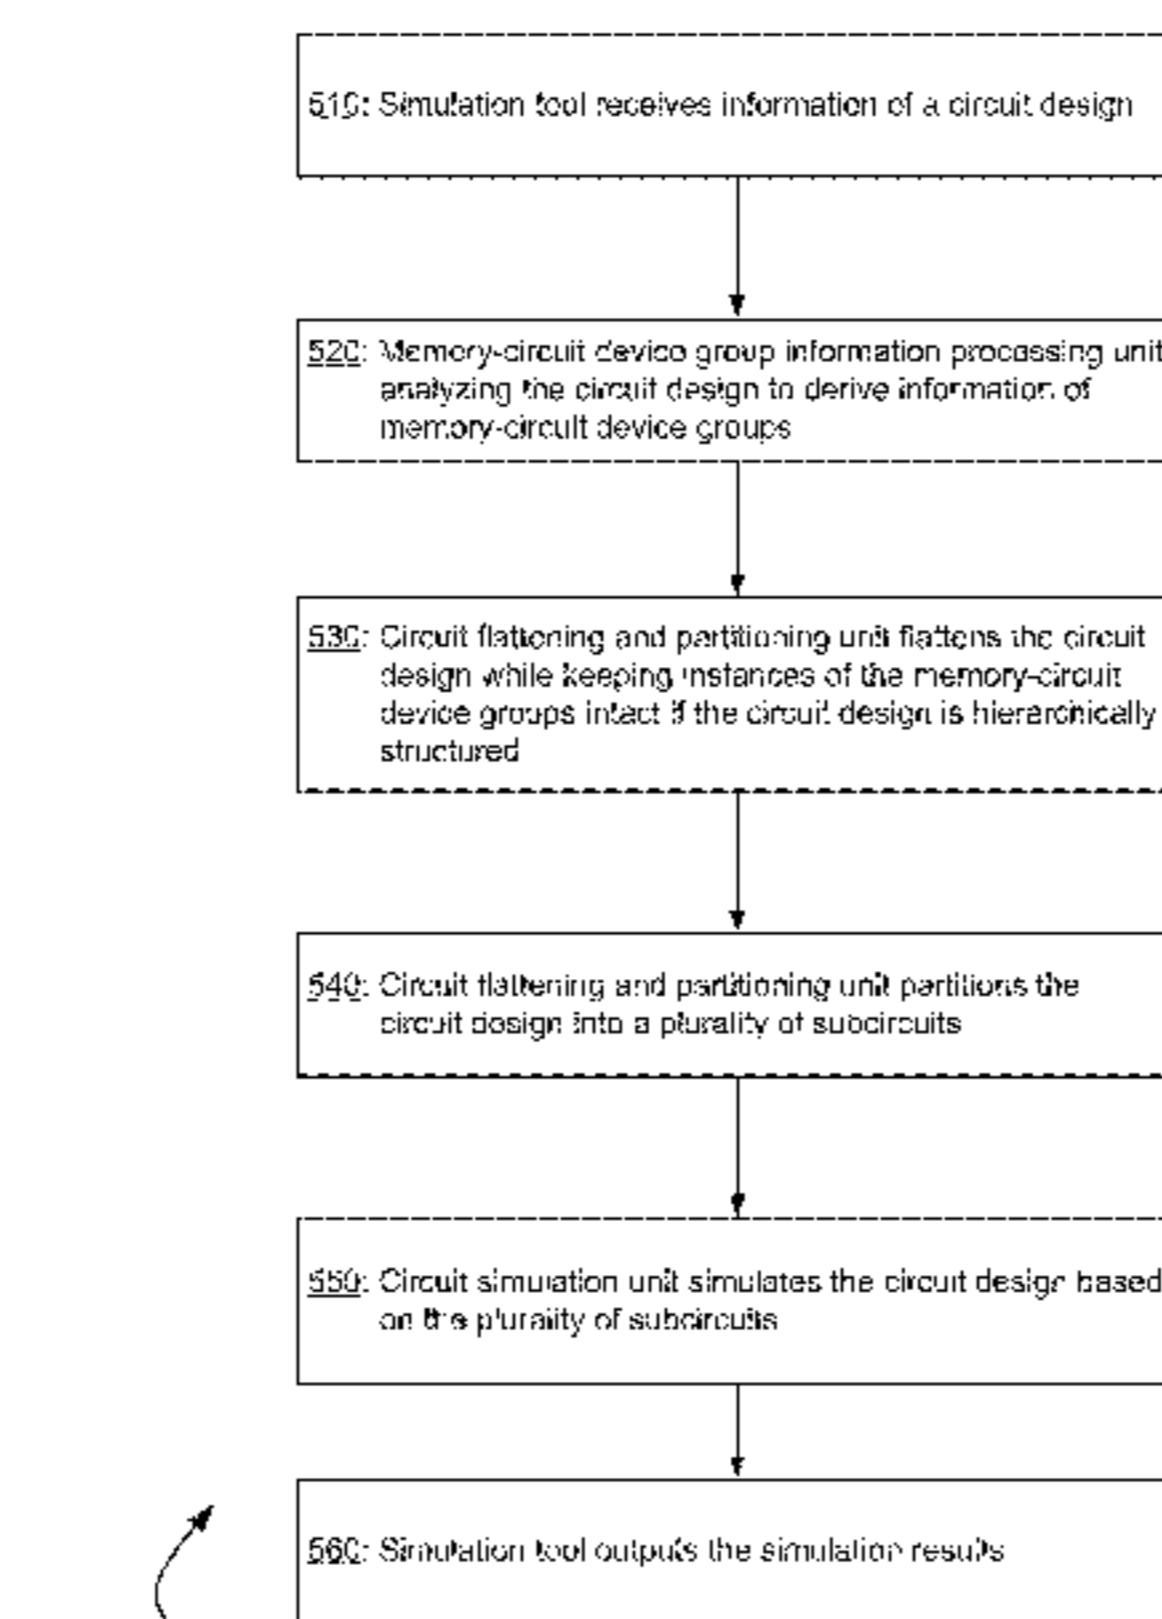 510: Simulation tool receives information of a circuit design
520: Memory-circuit device group information processing unit
analyzing the circuit design to derive information of
memory-circuit device groups
530: Circuit flattening and partitioning unit flattens the circuit
design while keeping instances of the memory-circuit
device groups intact if the circuit design is hierarchically
structured
540: Circuit flattening and partitioning unit partitions the
circuit design into a plurality of subcircuits
550: Circuit simulation unit simulates the circuit design based
on the plurality of subcircuits
560: Simulation tool outputs the simulation results